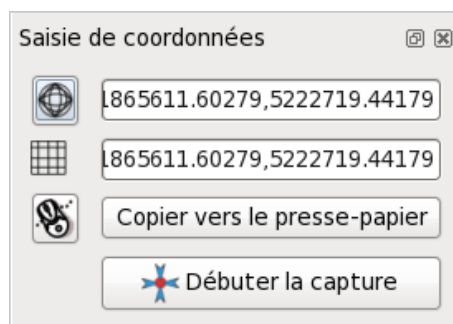 Saisie de coordonnées
1865611.60279,5222719.44179
1865611.60279,5222719.44179
Copier vers le presse-papier
Débuter la capture